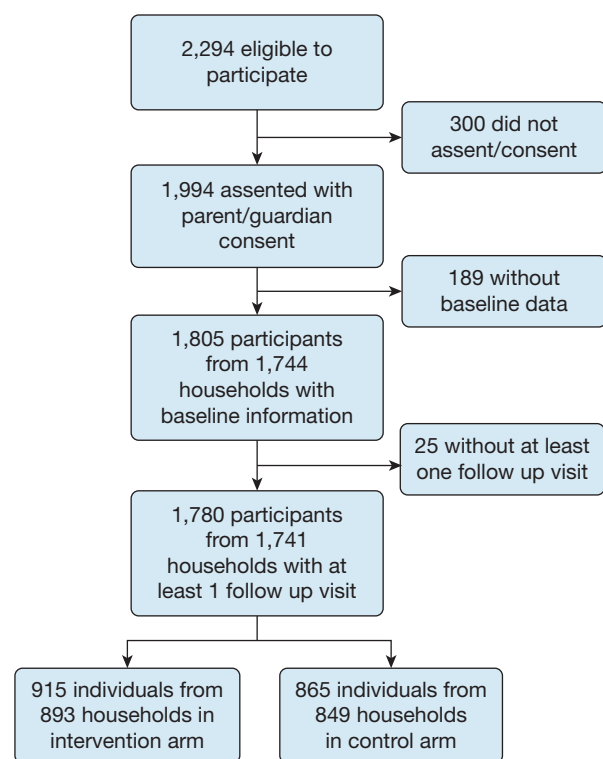 2,294 eligible to
participate
300 did not
assent/consent
1,994 assented with
parent/guardian
consent
189 without
baseline data
1,805 participants
from 1,744
households with
baseline information
25 without at least
one follow up visit
1,780 participants
from 1,741
households with at
least 1 follow up visit
915 individuals from
893 households in
intervention arm
865 individuals from
849 households
in control arm